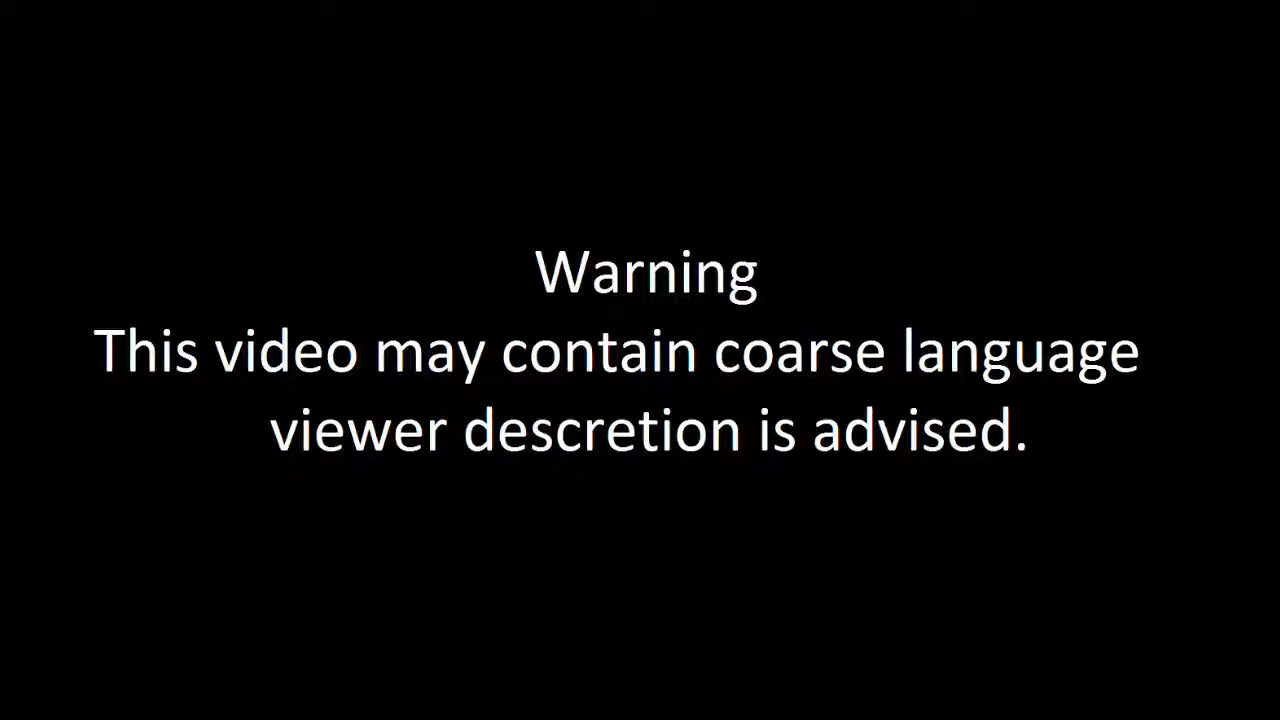 Warning
This video may contain coarse language
viewer descretion is advised.